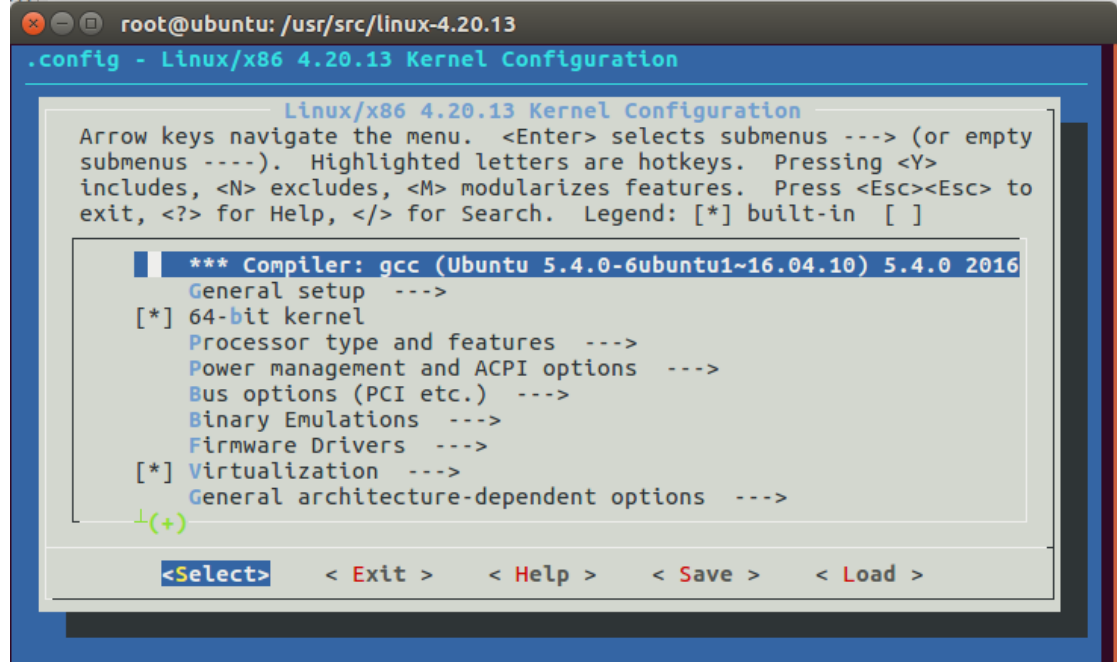 root@ubuntu: /usr/src/linux-4.20.13
.config - Linux/x86 4.20.13 Kernel Configuration
Linux/x86 4.20.13 Kernel Configuration
Arrow keys navigate the menu.  <Enter> selects submenus ---> (or empty
submenus ----).  Highlighted letters are hotkeys.  Pressing <Y>
includes, <N> excludes, <M> modularizes features.  Press <Esc><Esc> to
exit, <?> for Help, </> for Search.  Legend: [*] built-in  [ ]
*** Compiler: gcc (Ubuntu 5.4.0-6ubuntu1~16.04.10) 5.4.0 2016
General setup  --->
[*] 64-bit kernel
Processor type and features  --->
Power management and ACPI options  --->
Bus options (PCI etc.)  --->
Binary Emulations  --->
Firmware Drivers  --->
[*] Virtualization  --->
General architecture-dependent options  --->
┴(+)
<Select>    < Exit >    < Help >    < Save >    < Load >